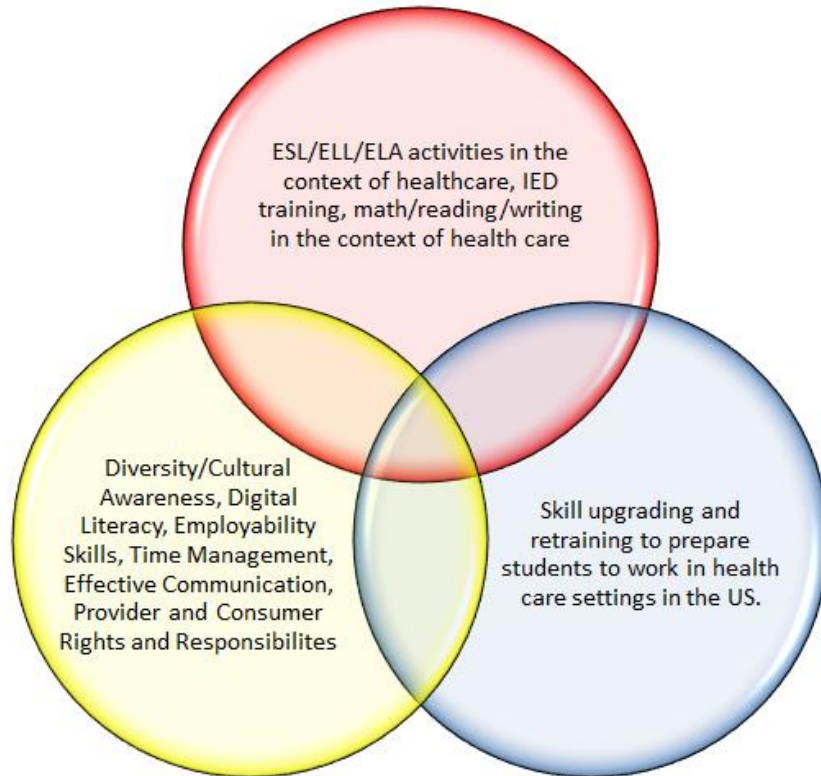 ESL/ELL/ELA activities in the
context of healthcare, IED
training, math/reading/writing
in the context of health care
Diversity/Cultural
Awareness, Digital
Literacy, Employability
Skills, Time Management,
Effective Communication,
Provider and Consumer
Rights and Responsibilites
Skill upgrading and
retraining to prepare
students to work in health
care settings in the US.